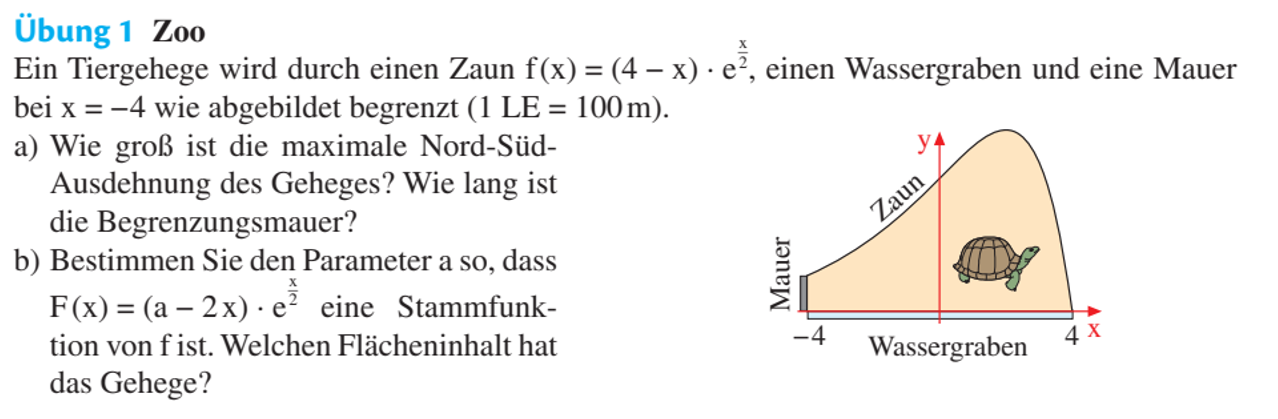 Übung 1 Zoo
Ein Tiergehege wird durch einen Zaun f(x) = (4 – x) · e^(x/2), einen Wassergraben und eine Mauer
bei x = –4 wie abgebildet begrenzt (1 LE = 100 m).
a) Wie groß ist die maximale Nord-Süd-
Ausdehnung des Geheges? Wie lang ist
die Begrenzungsmauer?
b) Bestimmen Sie den Parameter a so, dass
F(x) = (a – 2x) · e^(x/2) eine Stammfunk-
tion von f ist. Welchen Flächeninhalt hat
das Gehege?
y
Zaun
Mauer
–4
Wassergraben
4
x